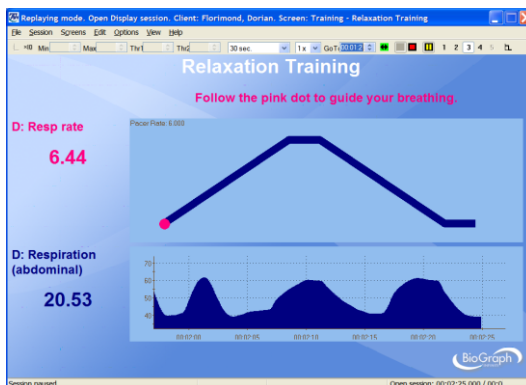 Replaying mode. Open Display session. Client: Florimond, Dorian. Screen: Training - Relaxation Training
File Session Screens Edit Options View Help
Min Max Thr1 Thr2 30 sec. 1 x GoTo 1 2 3 4 5
Relaxation Training
Follow the pink dot to guide your breathing.
D: Resp rate
6.44
Pacer Rate: 6.000
D: Respiration
(abdominal)
20.53
70
60
50
40
00:02:00 00:02:05 00:02:10 00:02:15 00:02:20 00:02:25
BioGraph
Session paused Open session: 00:02:25.000 / 00:0